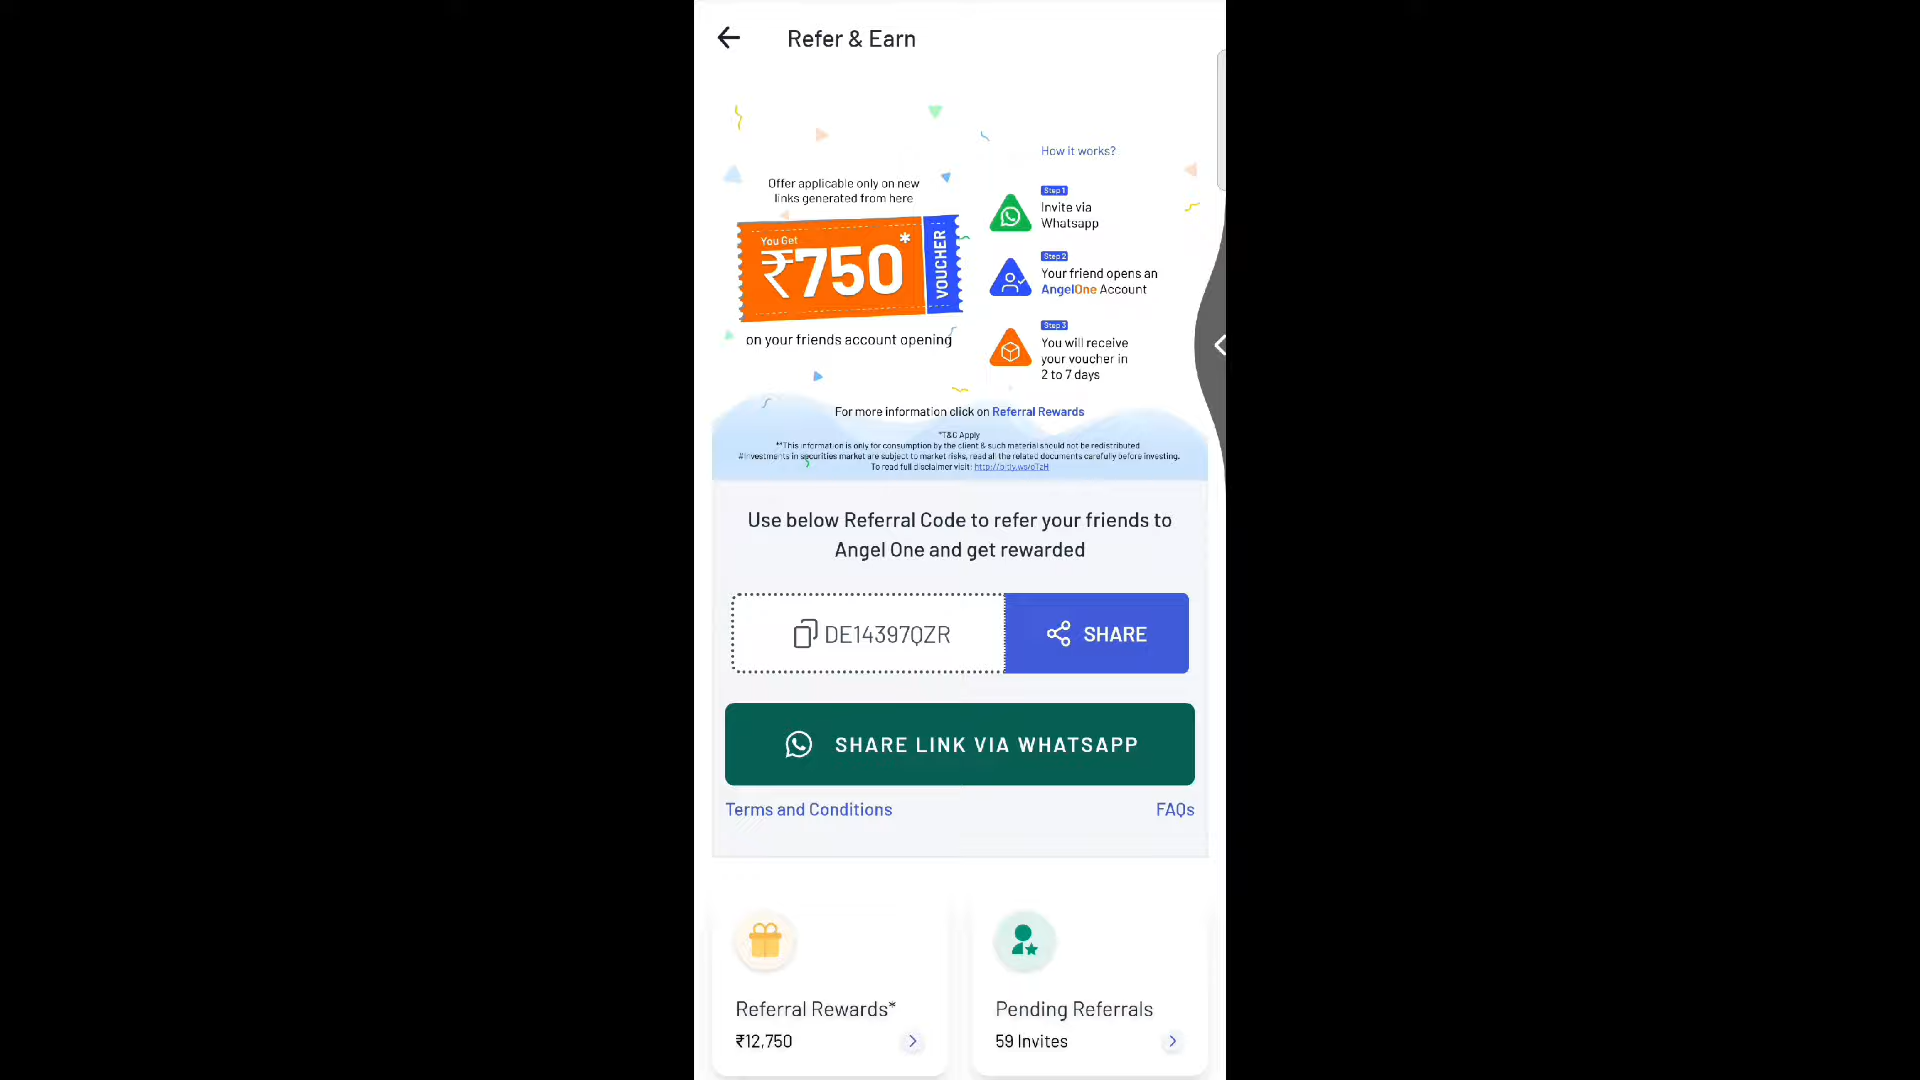 Refer & Earn
Offer applicable only on new
links generated from here
You Get
₹750*
VOUCHER
on your friends account opening
How it works?
Step 1
Invite via
Whatsapp
Step 2
Your friend opens an
AngelOne Account
Step 3
You will receive
your voucher in
2 to 7 days
For more information click on Referral Rewards
*T&C Apply
**This information is only for consumption by the client & such material should not be redistributed
#Investments in securities market are subject to market risks, read all the related documents carefully before investing.
To read full disclaimer visit:
Use below Referral Code to refer your friends to
Angel One and get rewarded
DE14397QZR
SHARE
SHARE LINK VIA WHATSAPP
Terms and Conditions
FAQs
Referral Rewards*
₹12,750
Pending Referrals
59 Invites